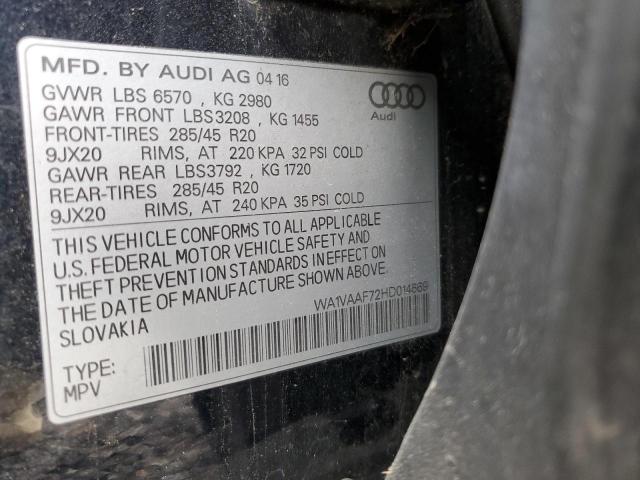 MFD. BY AUDI AG 04 16
GVWR LBS 6570 , KG 2980
GAWR FRONT LBS3208 , KG 1455
FRONT-TIRES 285/45 R20
9JX20 RIMS, AT 220 KPA 32 PSI COLD
GAWR REAR LBS3792 , KG 1720
REAR-TIRES 285/45 R20
9JX20 RIMS, AT 240 KPA 35 PSI COLD
Audi
THIS VEHICLE CONFORMS TO ALL APPLICABLE
U.S. FEDERAL MOTOR VEHICLE SAFETY AND
THEFT PREVENTION STANDARDS IN EFFECT ON
THE DATE OF MANUFACTURE SHOWN ABOVE.
SLOVAKIA
WA1VAAF72HD014669
TYPE:
MPV